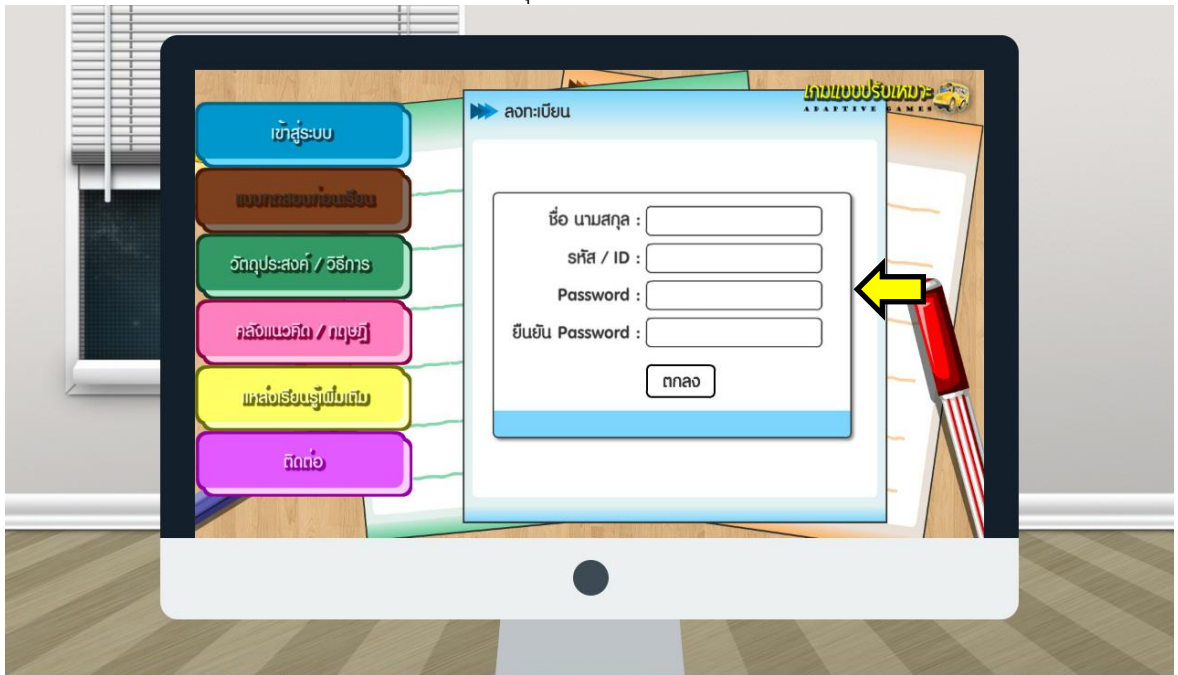 เกมแบบปรับเหมาะ
ADAPTIVE GAMES
เข้าสู่ระบบ
แบบทดสอบก่อนเรียน
วัตถุประสงค์ / วิธีการ
คลังแนวคิด / ทฤษฎี
แหล่งเรียนรู้เพิ่มเติม
ติดต่อ
ลงทะเบียน
ชื่อ นามสกุล :
รหัส / ID :
Password :
ยืนยัน Password :
ตกลง